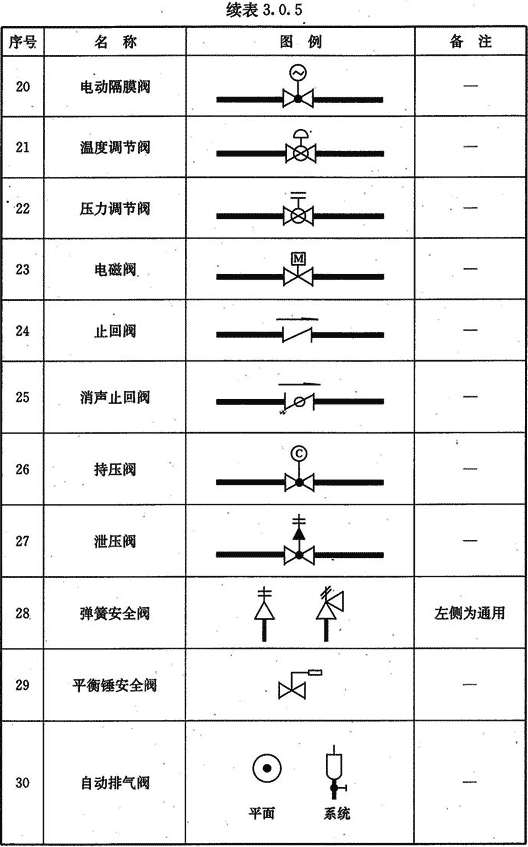 续表3.0.5
序号 名 称 图 例 备 注
20 电动隔膜阀 —
21 温度调节阀 —
22 压力调节阀 —
23 电磁阀 M —
24 止回阀 —
25 消声止回阀 —
26 持压阀 C —
27 泄压阀 —
28 弹簧安全阀 左侧为通用
29 平衡锤安全阀 —
30 自动排气阀 —
平面 系统